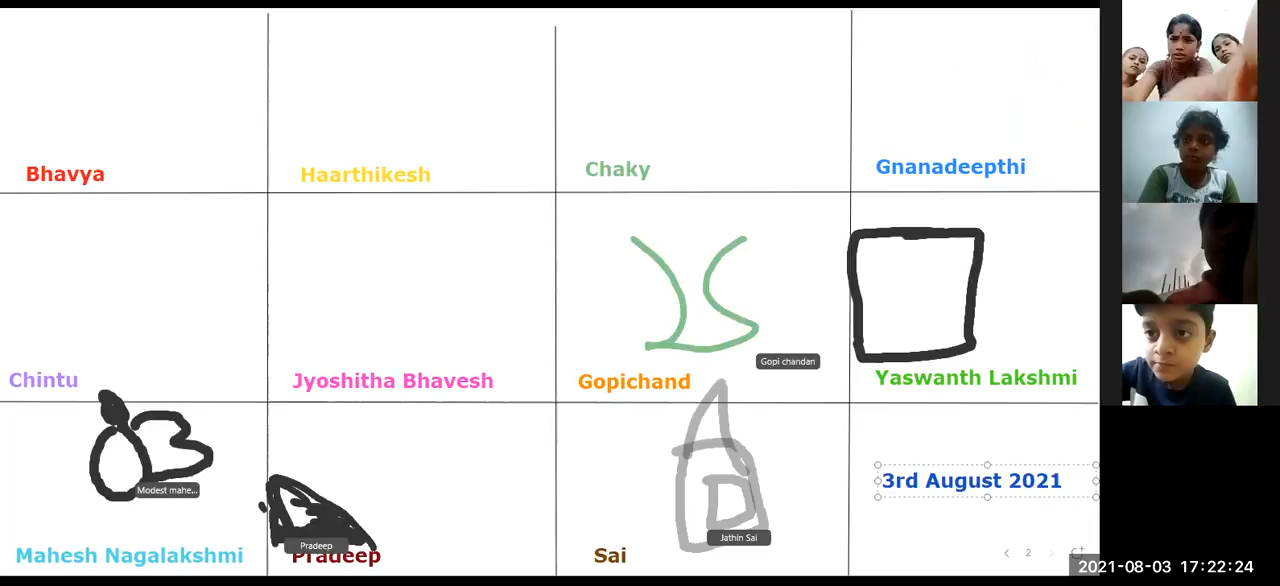 Bhavya
Haarthikesh
Chaky
Gnanadeepthi
Chintu
Jyoshitha Bhavesh
Gopichand
Gopi chandan
Yaswanth Lakshmi
Modest mahe...
Pradeep
Jathin Sai
3rd August 2021
Mahesh Nagalakshmi
Pradeep
Sai
2
2021-08-03 17:22:24